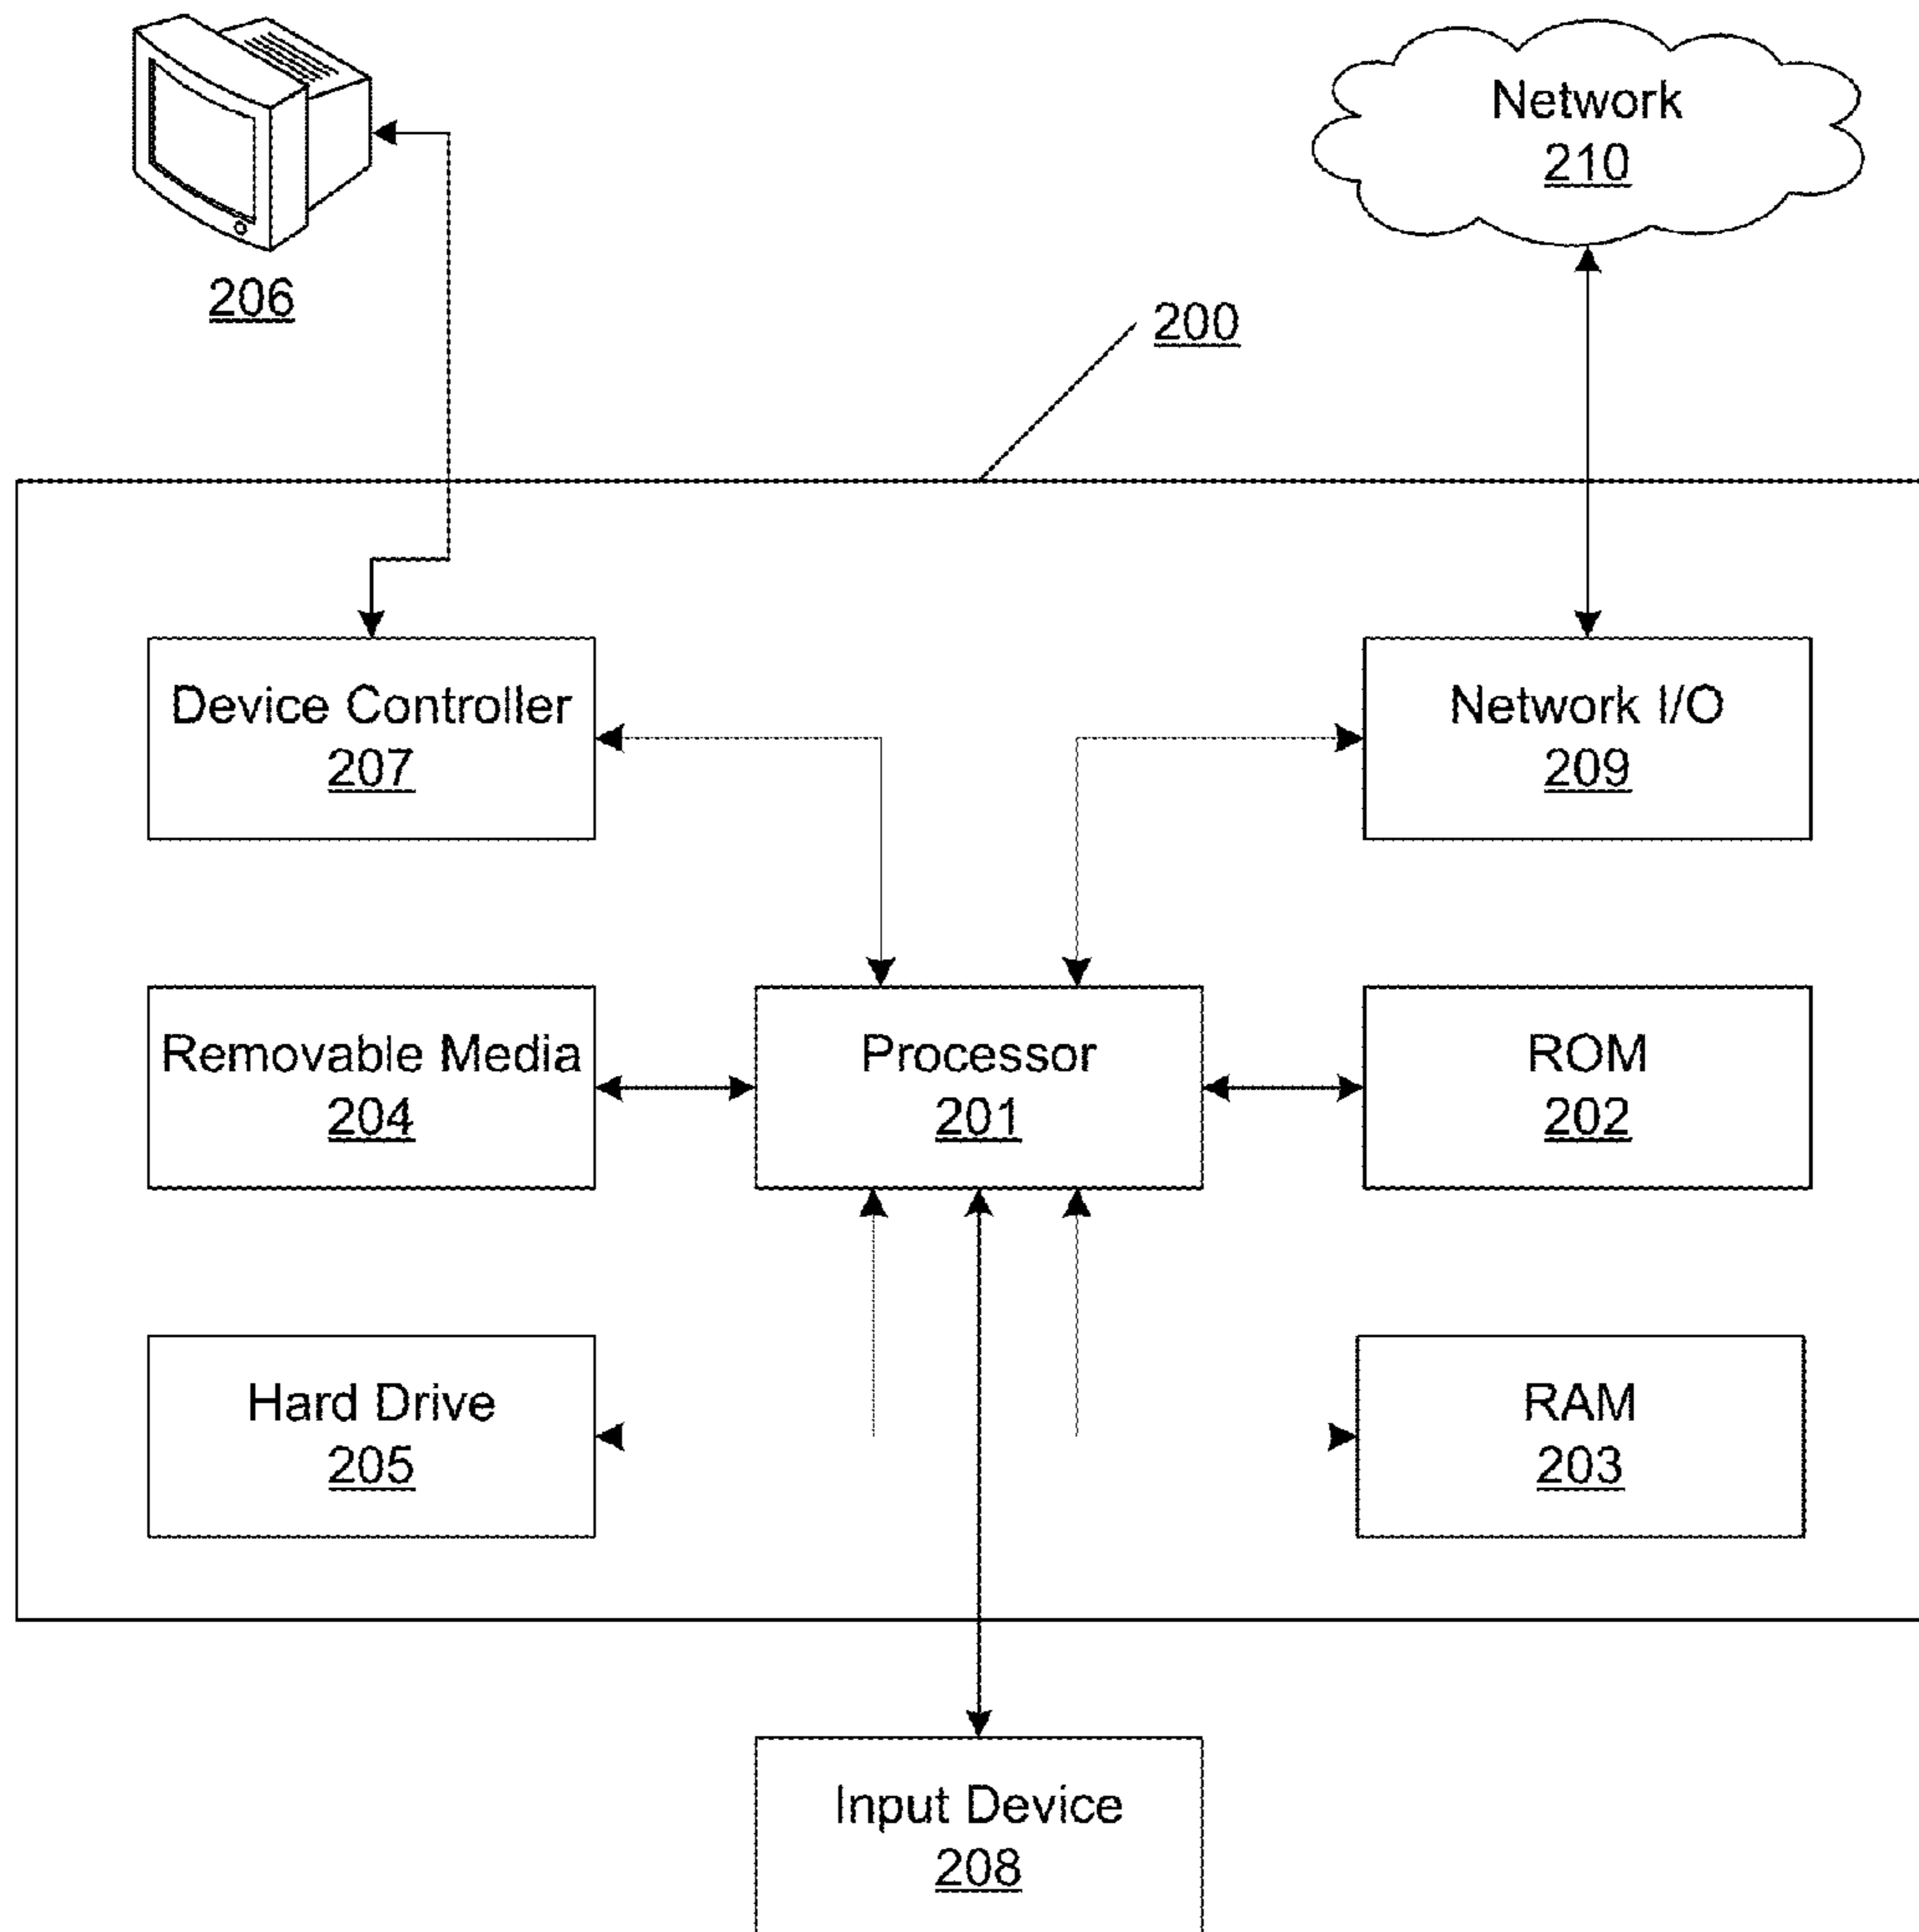 Network
210
206
200
Device Controller
207
Network I/O
209
Removable Media
204
Processor
201
ROM
202
Hard Drive
205
RAM
203
Input Device
208